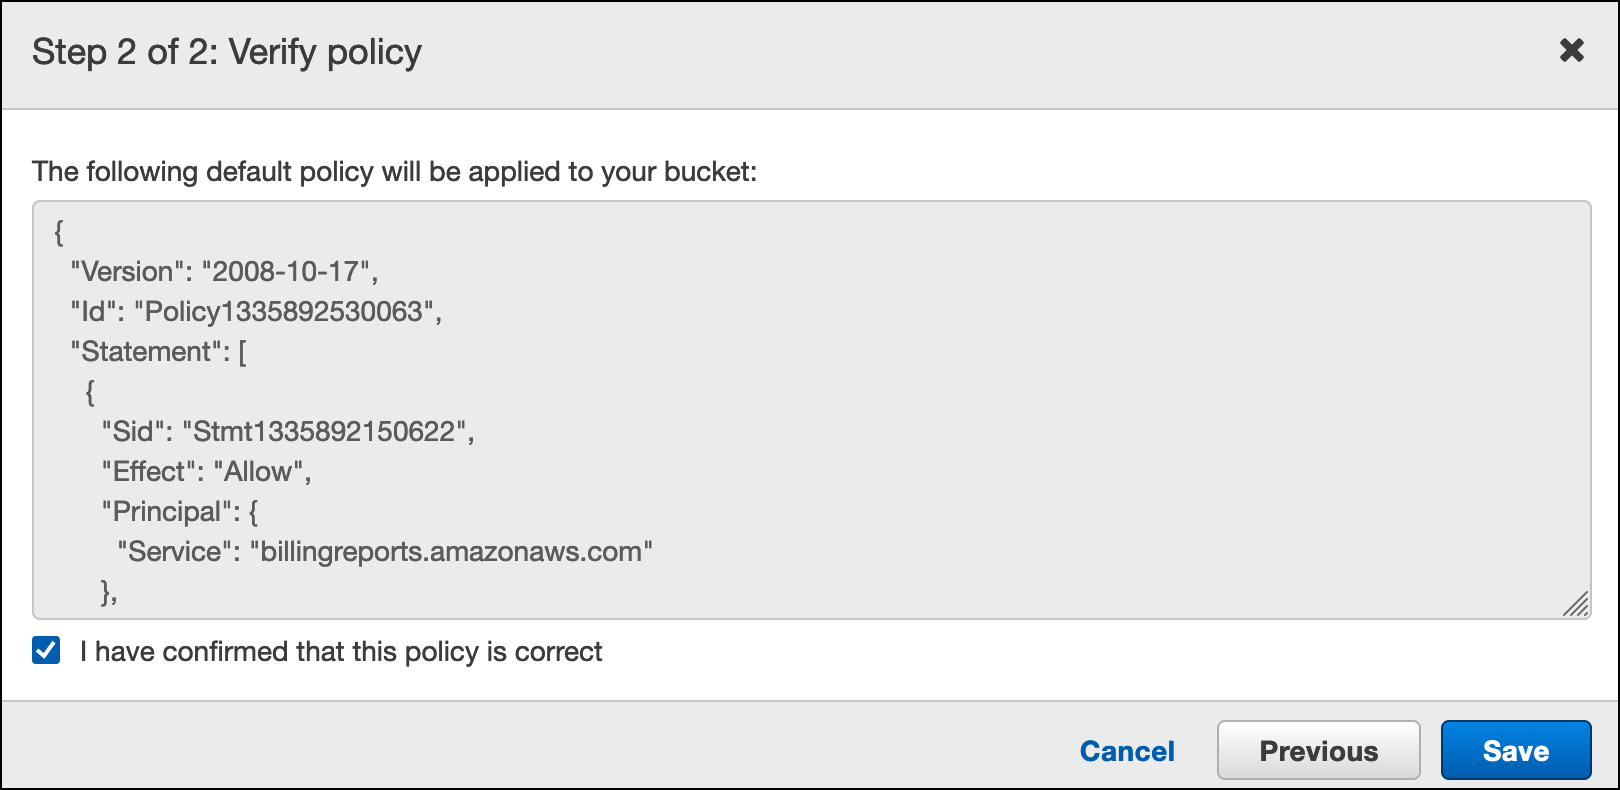 Step 2 of 2: Verify policy
The following default policy will be applied to your bucket:
{
"Version": "2008-10-17",
"Id": "Policy1335892530063",
"Statement": [
{
"Sid": "Stmt1335892150622",
"Effect": "Allow",
"Principal": {
"Service": "billingreports.amazonaws.com"
},
I have confirmed that this policy is correct
Cancel Previous Save